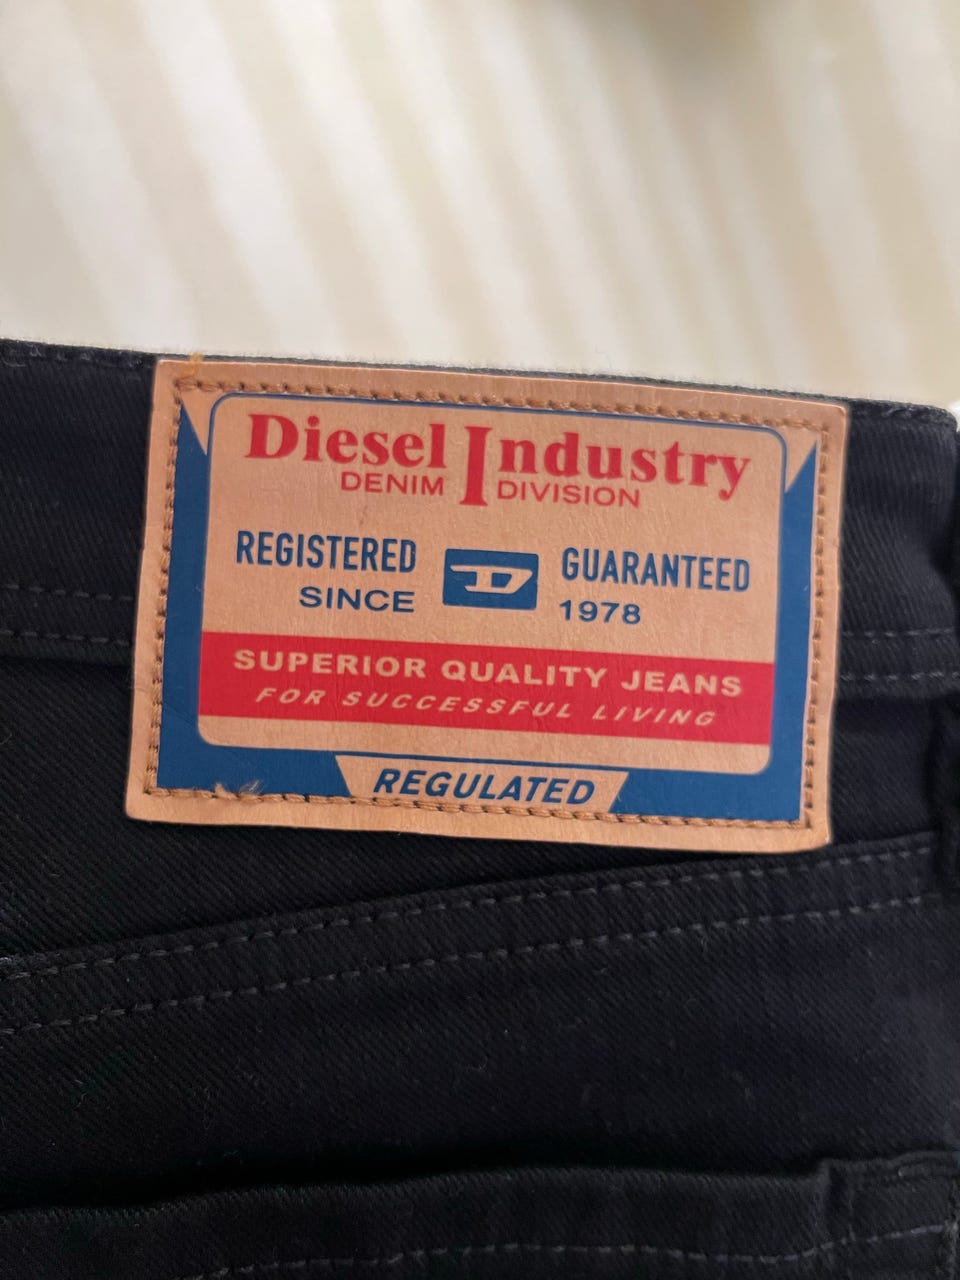 Diesel Industry
DENIM DIVISION
REGISTERED D GUARANTEED
SINCE 1978
SUPERIOR QUALITY JEANS
FOR SUCCESSFUL LIVING
REGULATED